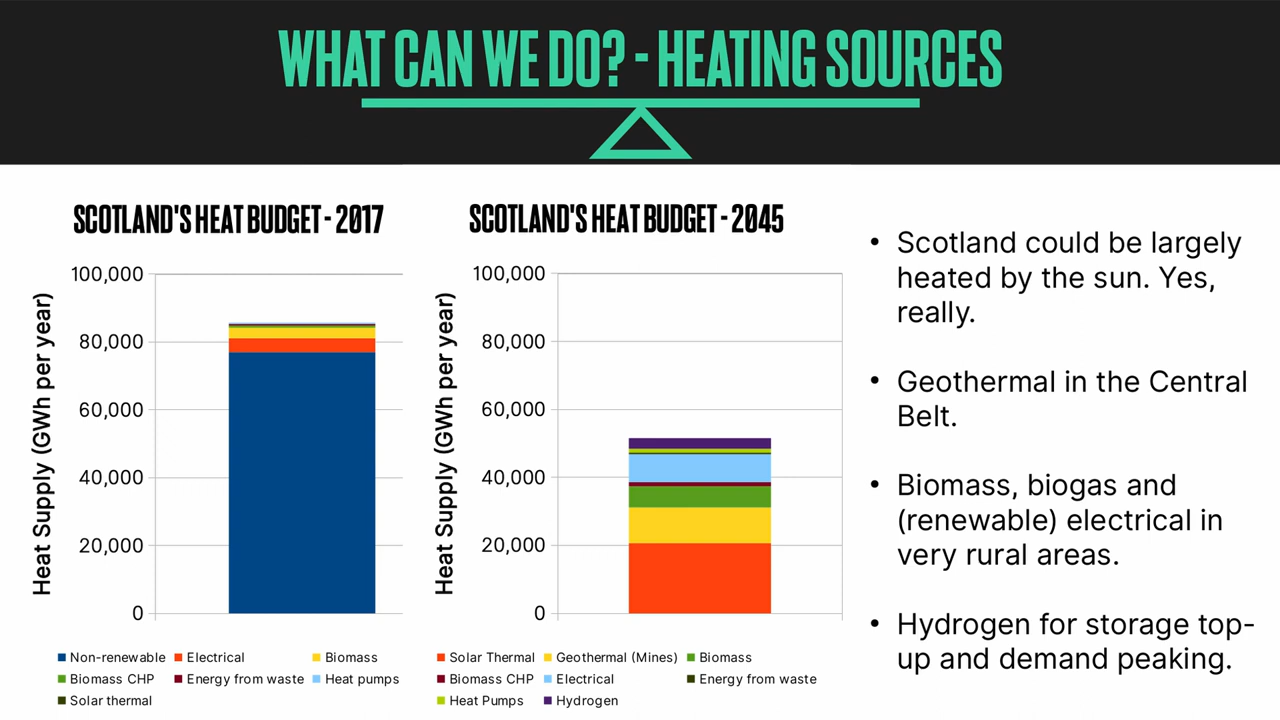 WHAT CAN WE DO? - HEATING SOURCES
SCOTLAND'S HEAT BUDGET - 2017
Heat Supply (GWh per year)
100,000
80,000
60,000
40,000
20,000
0
Non-renewable Electrical Biomass
Biomass CHP Energy from waste Heat pumps
Solar thermal
SCOTLAND'S HEAT BUDGET - 2045
Heat Supply (GWh per year)
100,000
80,000
60,000
40,000
20,000
0
Solar Thermal Geothermal (Mines) Biomass
Biomass CHP Electrical Energy from waste
Heat Pumps Hydrogen
• Scotland could be largely
heated by the sun. Yes,
really.
• Geothermal in the Central
Belt.
• Biomass, biogas and
(renewable) electrical in
very rural areas.
• Hydrogen for storage top-
up and demand peaking.